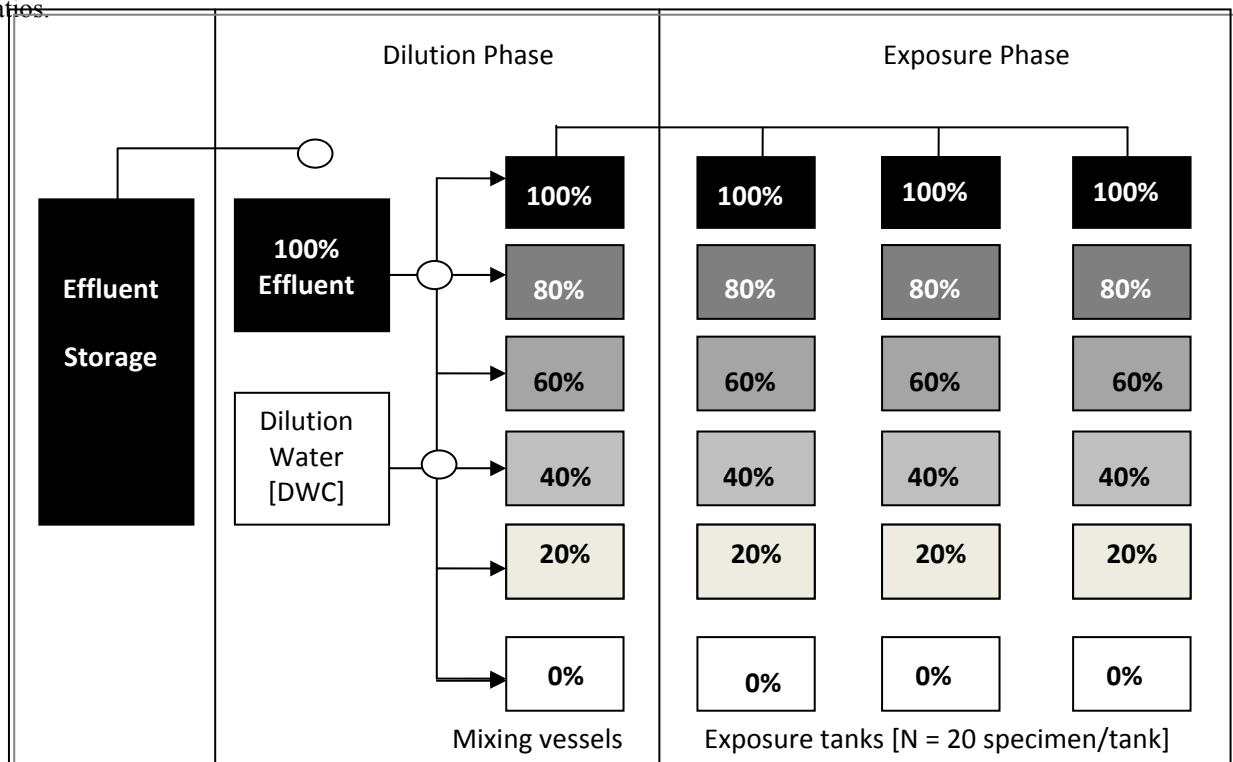 Dilution Phase
Exposure Phase
Effluent
Storage
100%
Effluent
Dilution
Water
[DWC]
100%
100%
100%
100%
80%
80%
80%
80%
60%
60%
60%
60%
40%
40%
40%
40%
20%
20%
20%
20%
0%
0%
0%
0%
Mixing vessels
Exposure tanks [N = 20 specimen/tank]